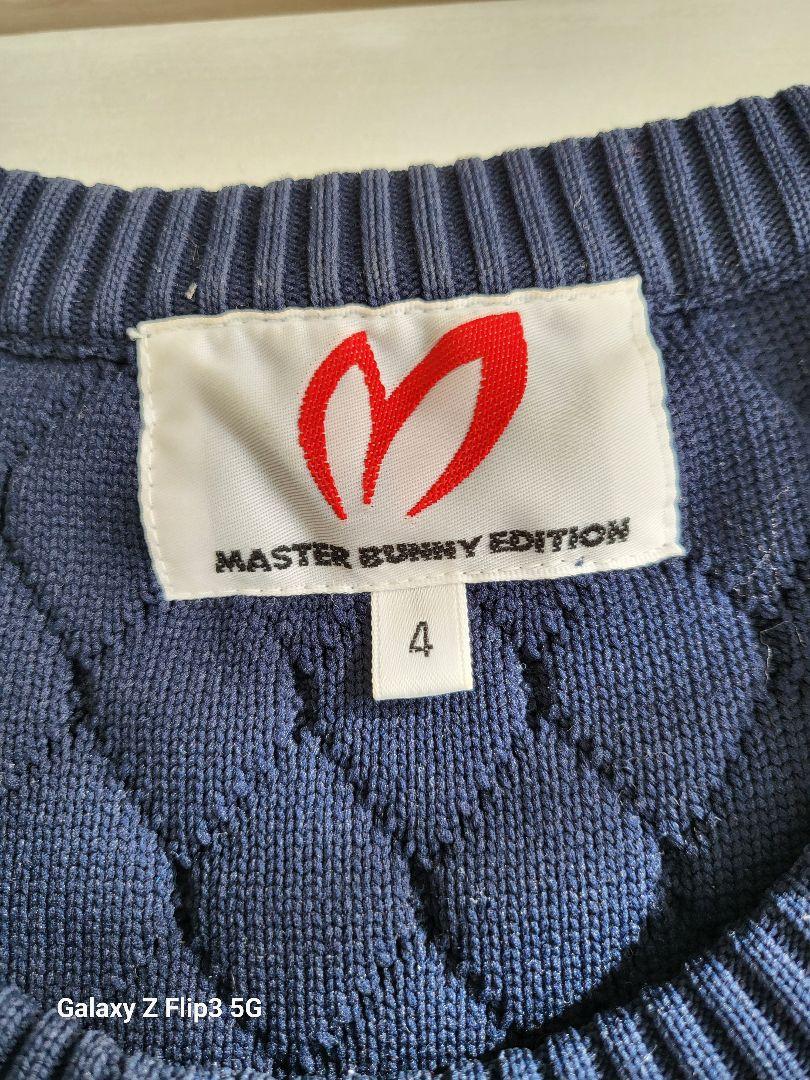 MASTER BUNNY EDITION
4
Galaxy Z Flip3 5G